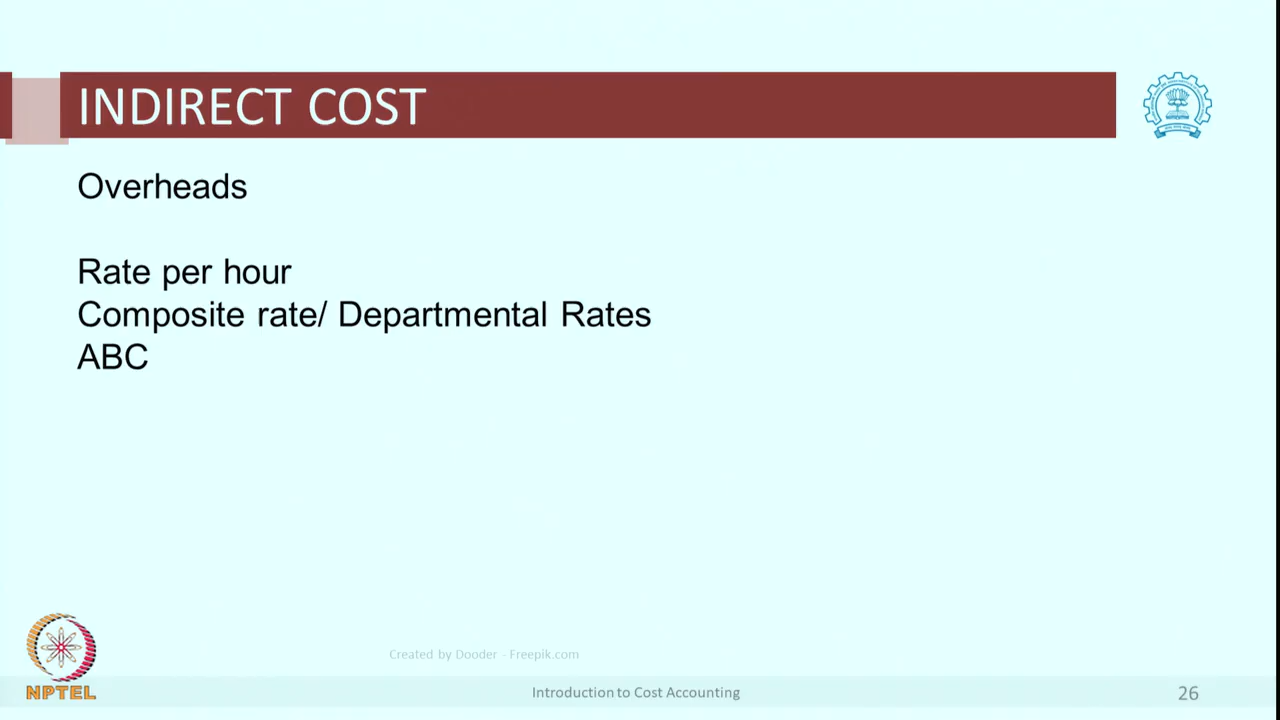 INDIRECT COST
Overheads
Rate per hour
Composite rate/ Departmental Rates
ABC
Created by Dooder - Freepik.com
NPTEL
Introduction to Cost Accounting
26